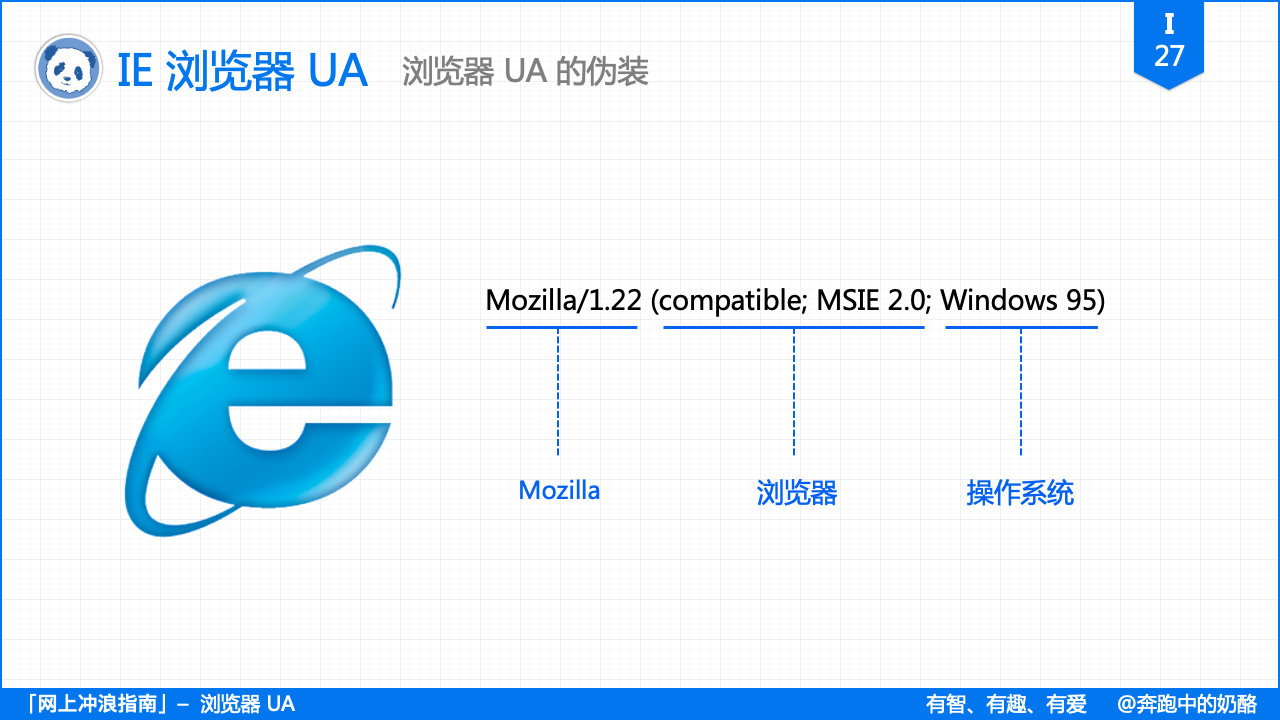 IE 浏览器 UA 浏览器 UA 的伪装
I
27
Mozilla/1.22 (compatible; MSIE 2.0; Windows 95)
Mozilla 浏览器 操作系统
「网上冲浪指南」– 浏览器 UA 有智、有趣、有爱 @奔跑中的奶酪